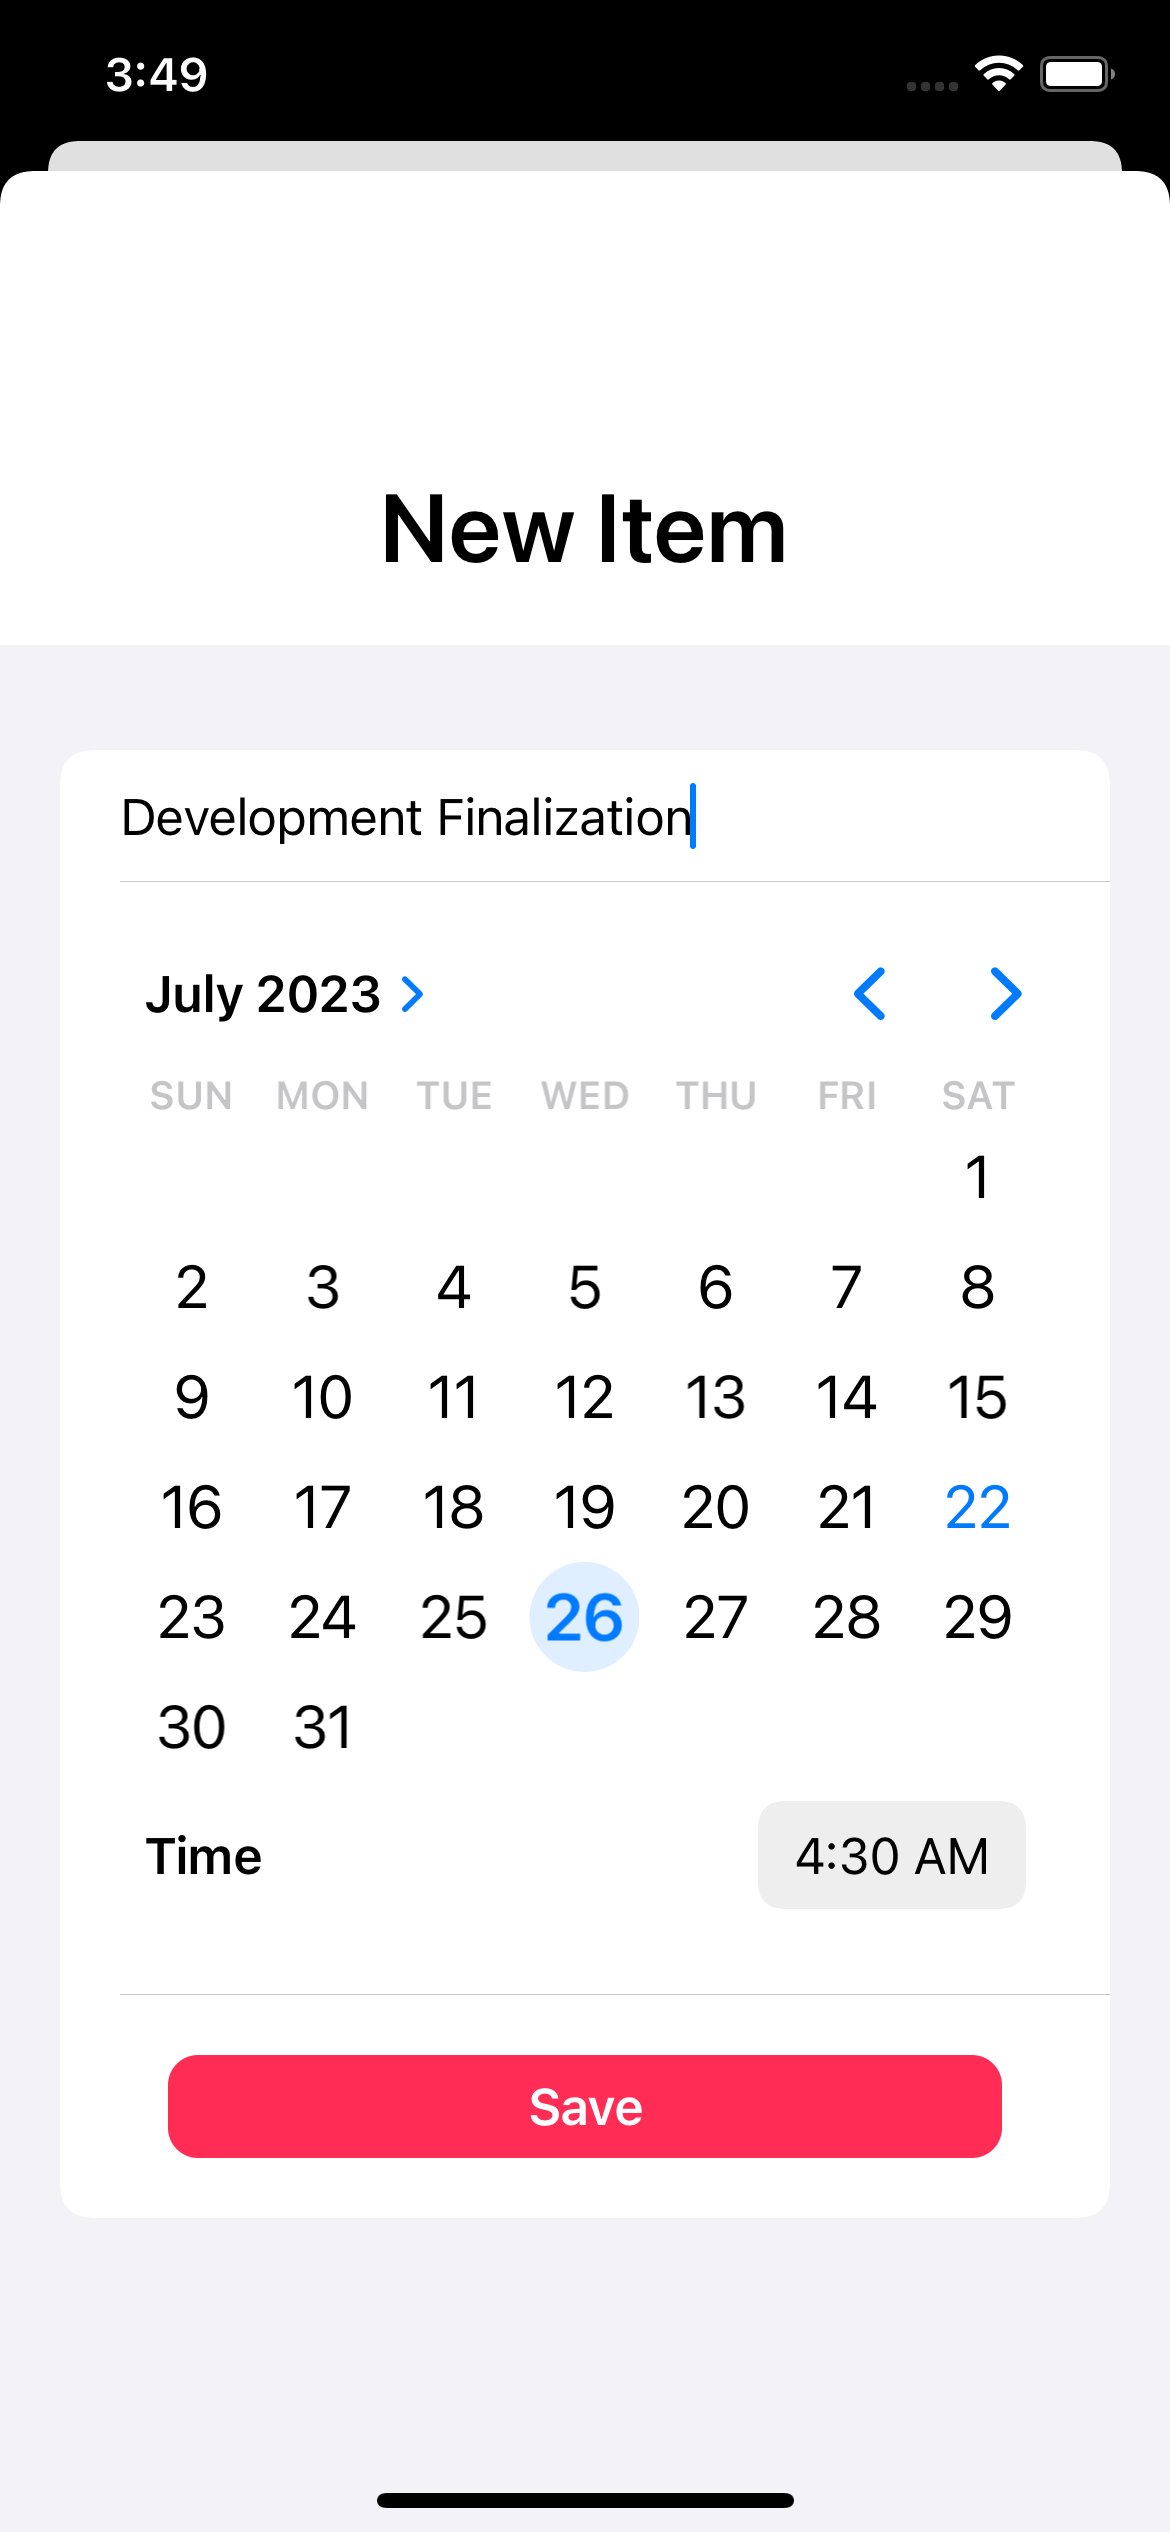 3:49
New Item
Development Finalization
July 2023
SUN MON TUE WED THU FRI SAT
1
2 3 4 5 6 7 8
9 10 11 12 13 14 15
16 17 18 19 20 21 22
23 24 25 26 27 28 29
30 31
Time 4:30 AM
Save